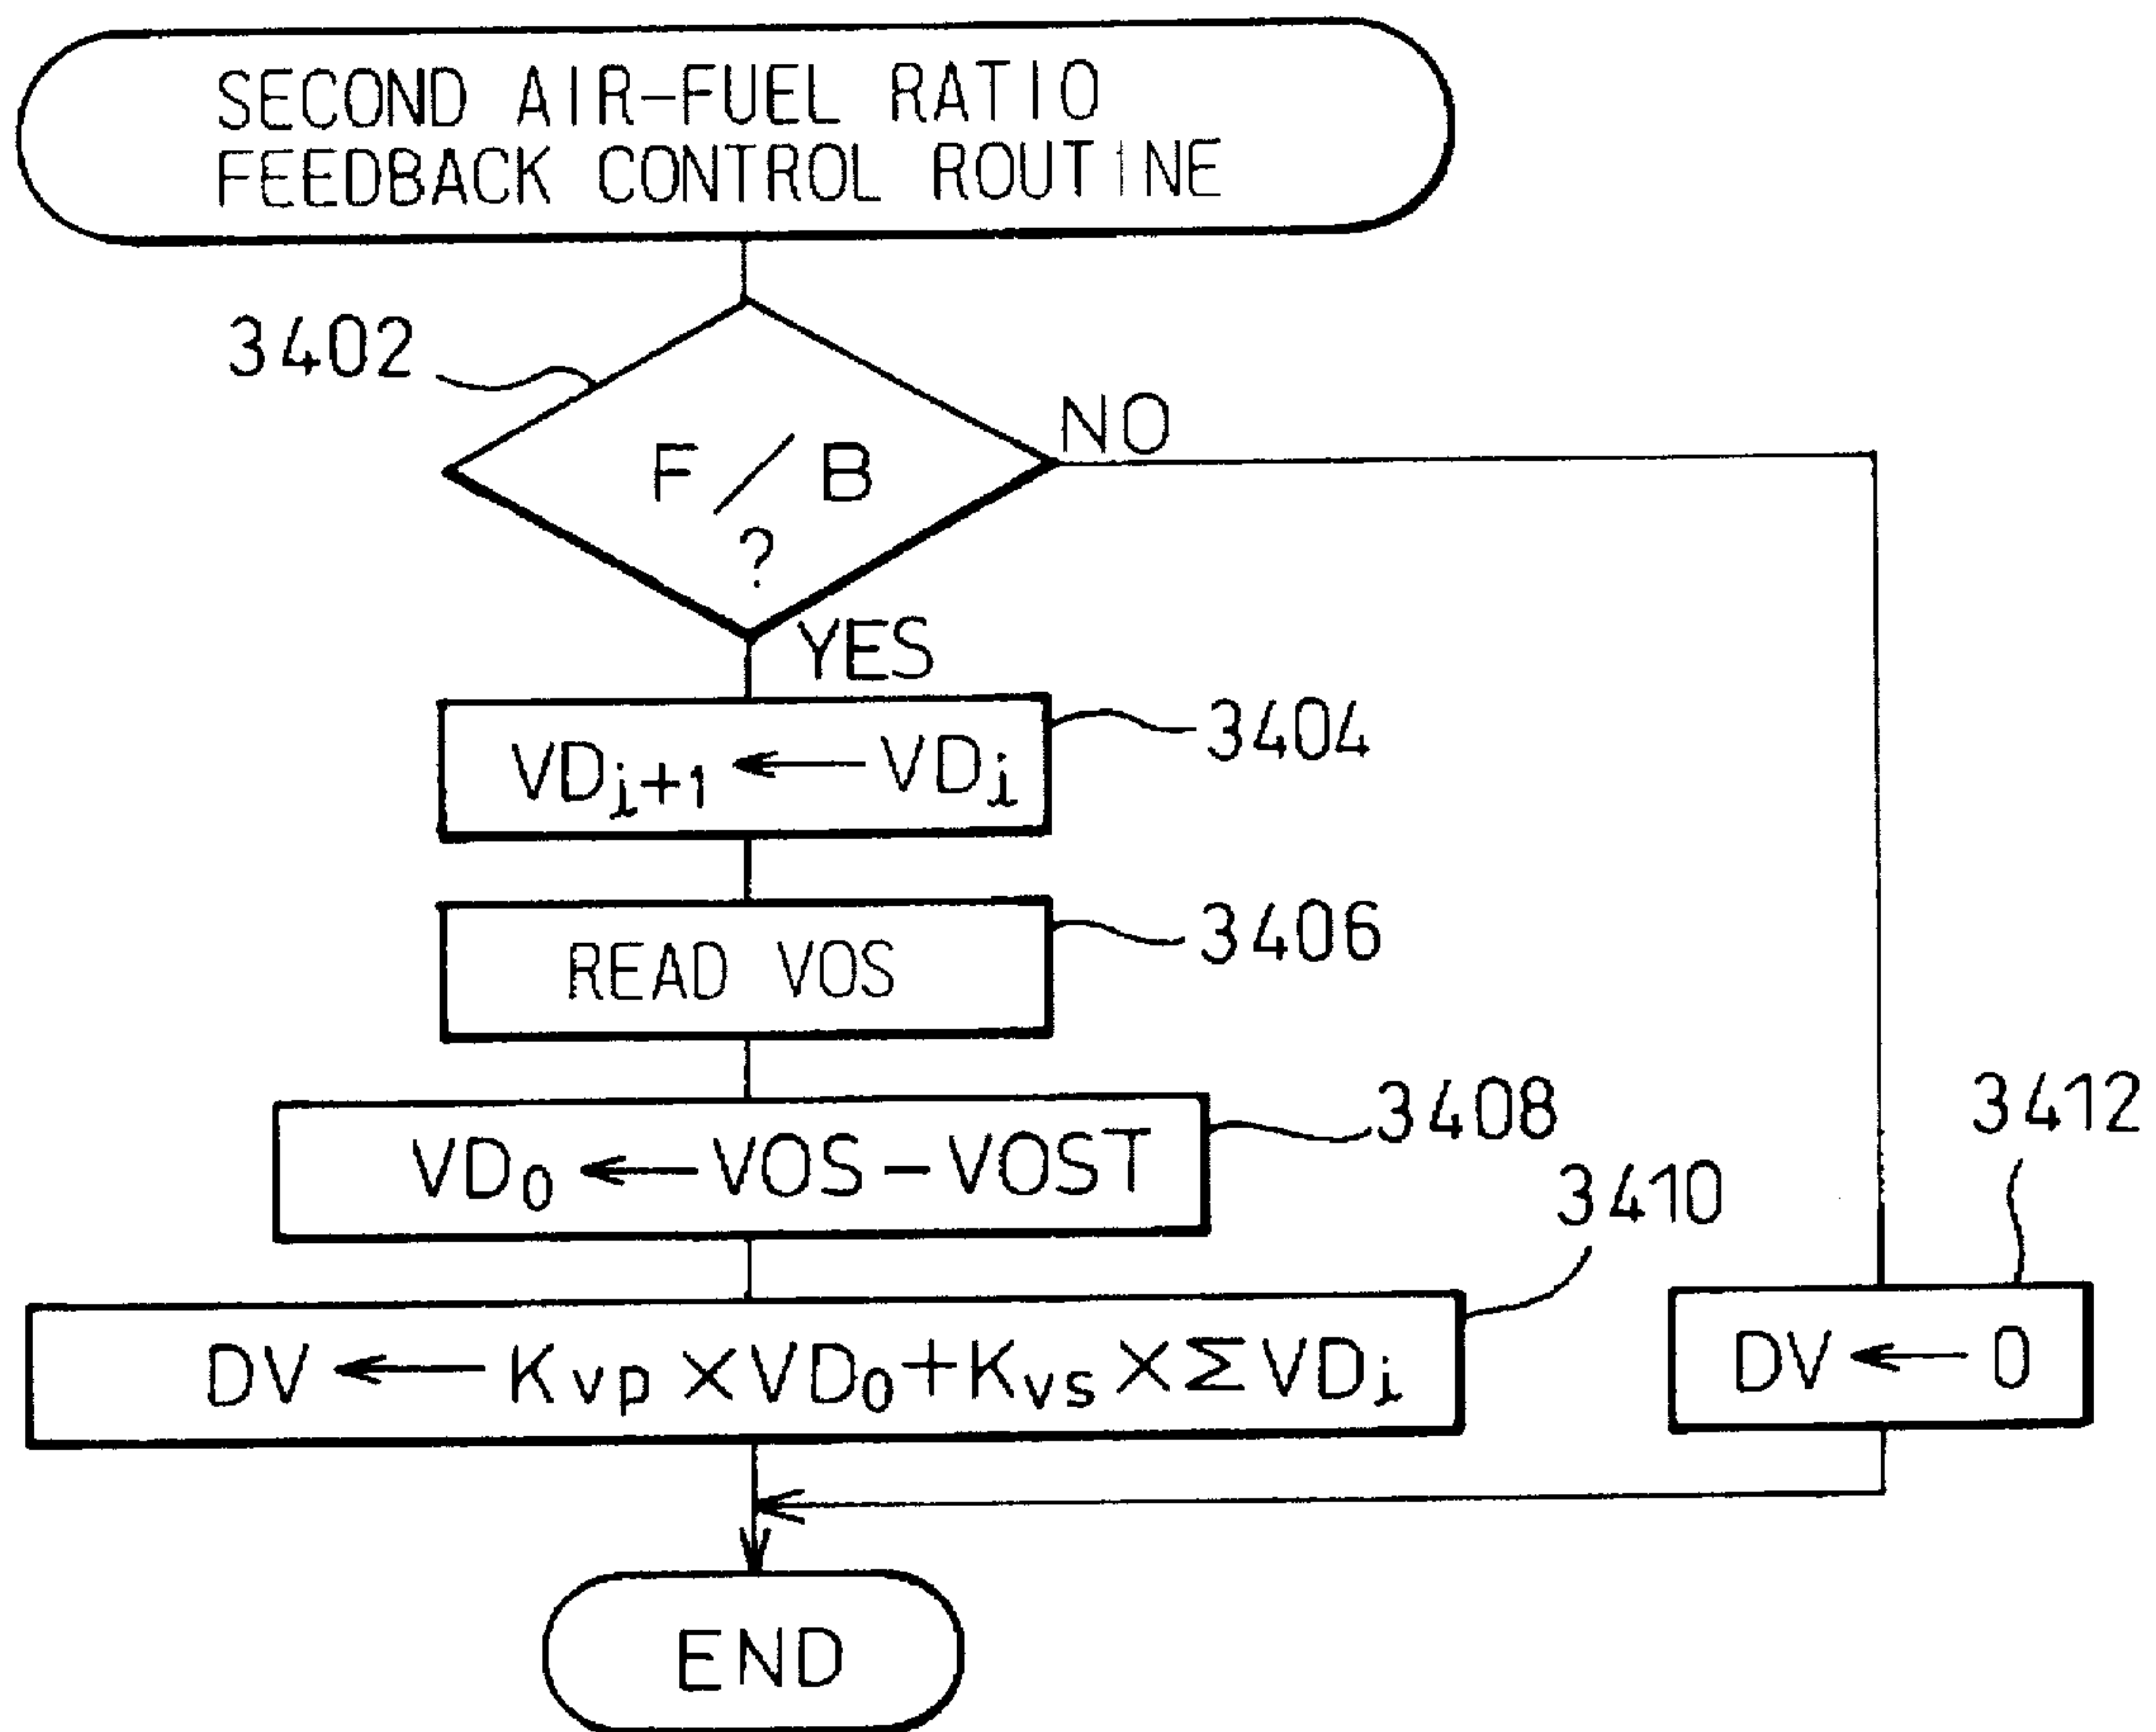 SECOND AIR-FUEL RATIO
FEEDBACK CONTROL ROUTINE
3402
F/B
?
NO
YES
VDi+1 ← VDi
3404
READ VOS
3406
VD0 ← VOS-VOST
3408
DV ← Kvp × VD0 + Kvs × ΣVDi
3410
DV ← 0
3412
END